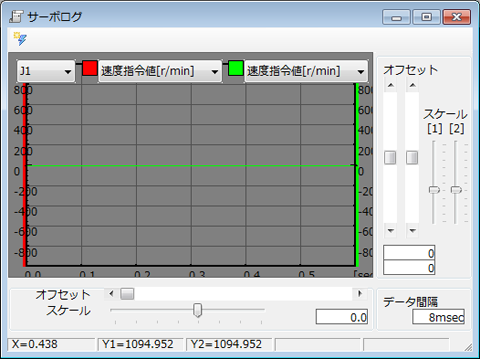 サーボログ
J1 速度指令値[r/min] 速度指令値[r/min]
オフセット
スケール
[1] [2]
800 800
600 600
400 400
200 200
0 0
-200 -200
-400 -400
-600 -600
-800 -800
0.0 0.1 0.2 0.3 0.4 0.5 [sec
0
0
オフセット
スケール
0.0
データ間隔
8msec
X=0.438 Y1=1094.952 Y2=1094.952